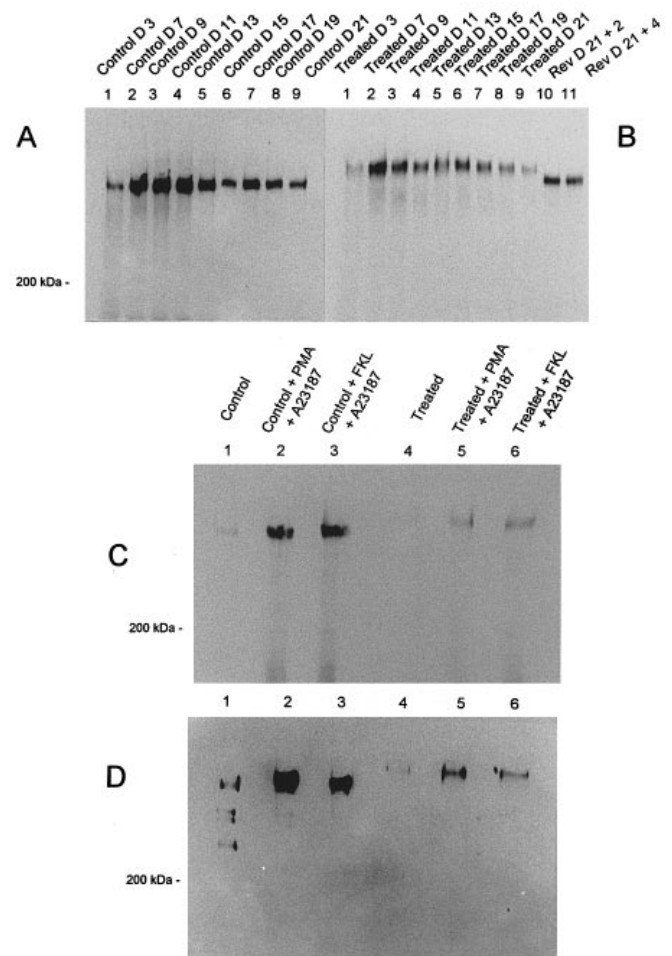 Control D 3
Control D 7
Control D 9
Control D 11
Control D 13
Control D 15
Control D 17
Control D 19
Control D 21
Treated D 3
Treated D 7
Treated D 9
Treated D 11
Treated D 13
Treated D 15
Treated D 17
Treated D 19
Treated D 21
Rev D 21 + 2
Rev D 21 + 4
1 2 3 4 5 6 7 8 9
1 2 3 4 5 6 7 8 9 10 11
A
B
200 kDa -
Control
Control + PMA
+ A23187
Control + FKL
+ A23187
Treated
Treated + PMA
+ A23187
Treated + FKL
+ A23187
1 2 3 4 5 6
C
200 kDa -
1 2 3 4 5 6
D
200 kDa -